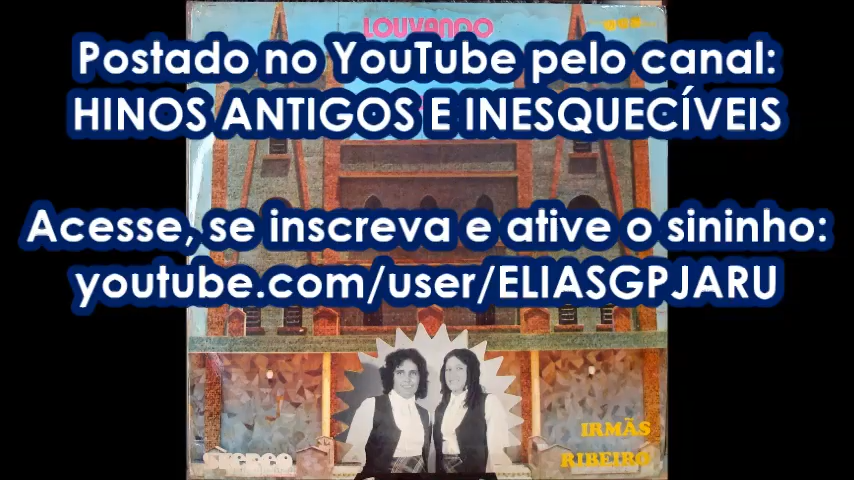 LOUVANDO
Postado no YouTube pelo canal:
HINOS ANTIGOS E INESQUECÍVEIS
Acesse, se inscreva e ative o sininho:
youtube.com/user/ELIASGPJARU
IRMÃS
RIBEIRO
STEREO